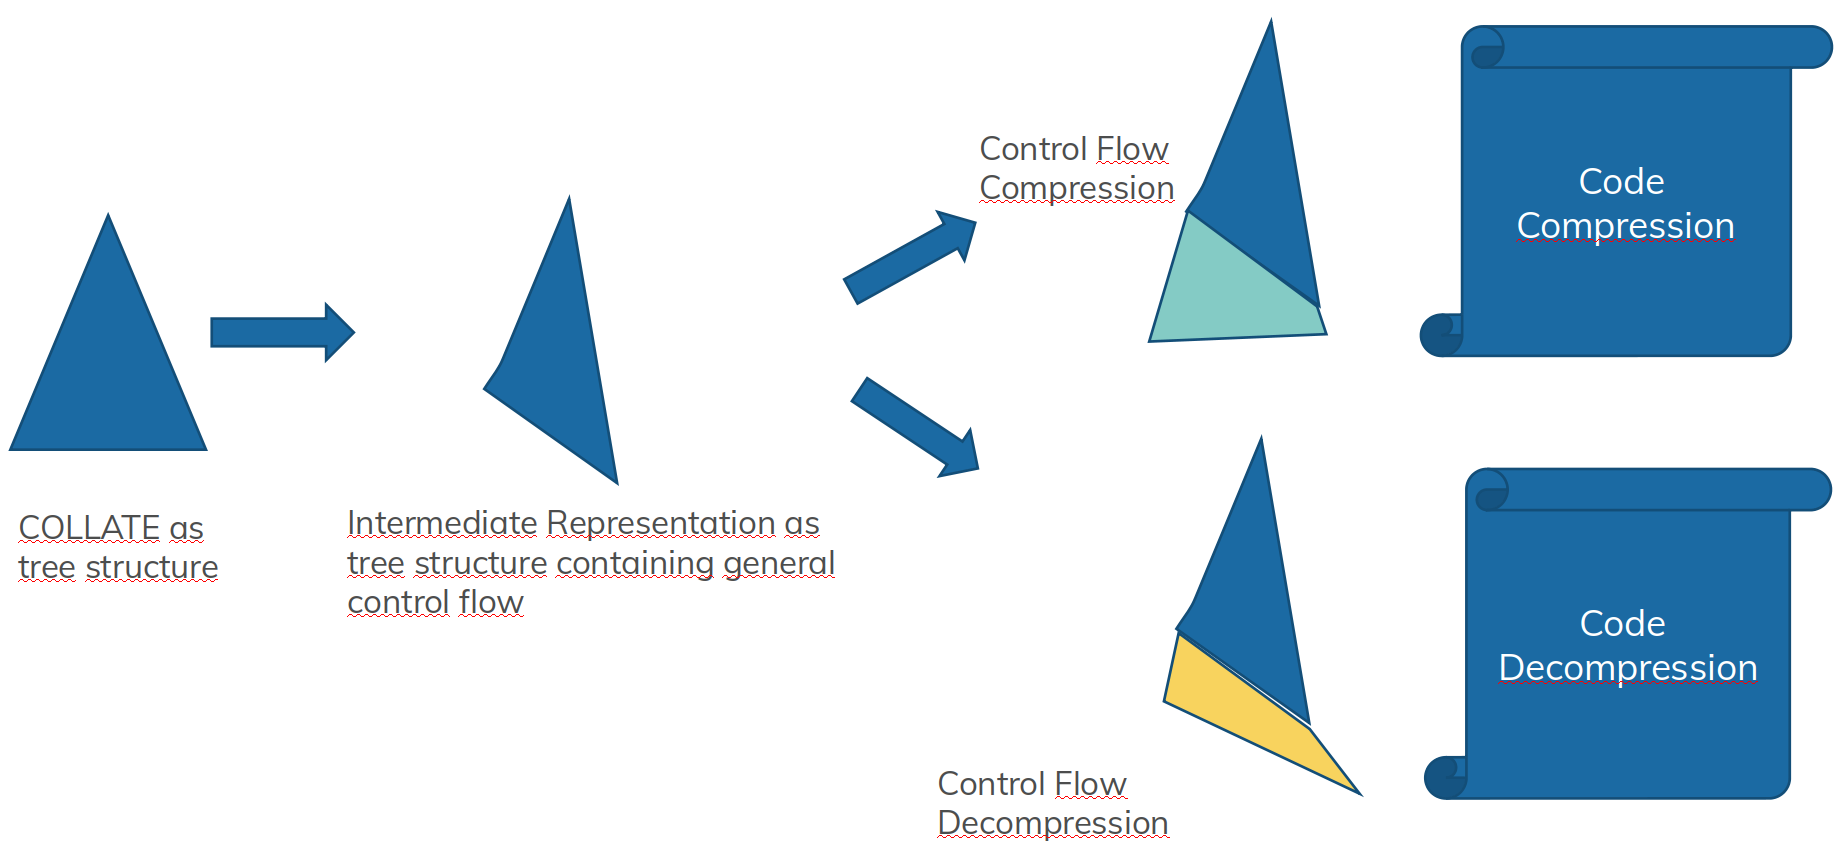 COLLATE as
tree structure
Intermediate Representation as
tree structure containing general
control flow
Control Flow
Compression
Code
Compression
Control Flow
Decompression
Code
Decompression